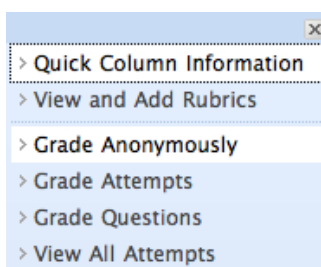 > Quick Column Information
> View and Add Rubrics
> Grade Anonymously
> Grade Attempts
> Grade Questions
> View All Attempts